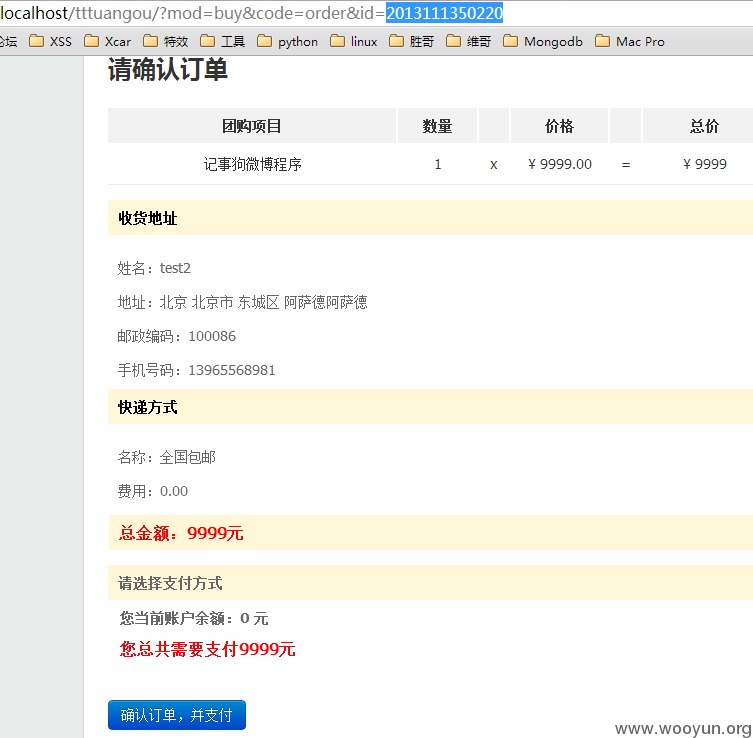 localhost/tttuangou/?mod=buy&code=order&id=2013111350220
论坛 XSS Xcar 特效 工具 python linux 胜哥 维哥 Mongodb Mac Pro
请确认订单
团购项目 数量 价格 总价
记事狗微博程序 1 x ¥ 9999.00 = ¥ 9999
收货地址
姓名：test2
地址：北京 北京市 东城区 阿萨德阿萨德
邮政编码：100086
手机号码：13965568981
快递方式
名称：全国包邮
费用：0.00
总金额：9999元
请选择支付方式
您当前账户余额：0 元
您总共需要支付9999元
确认订单，并支付
www.wooyun.org